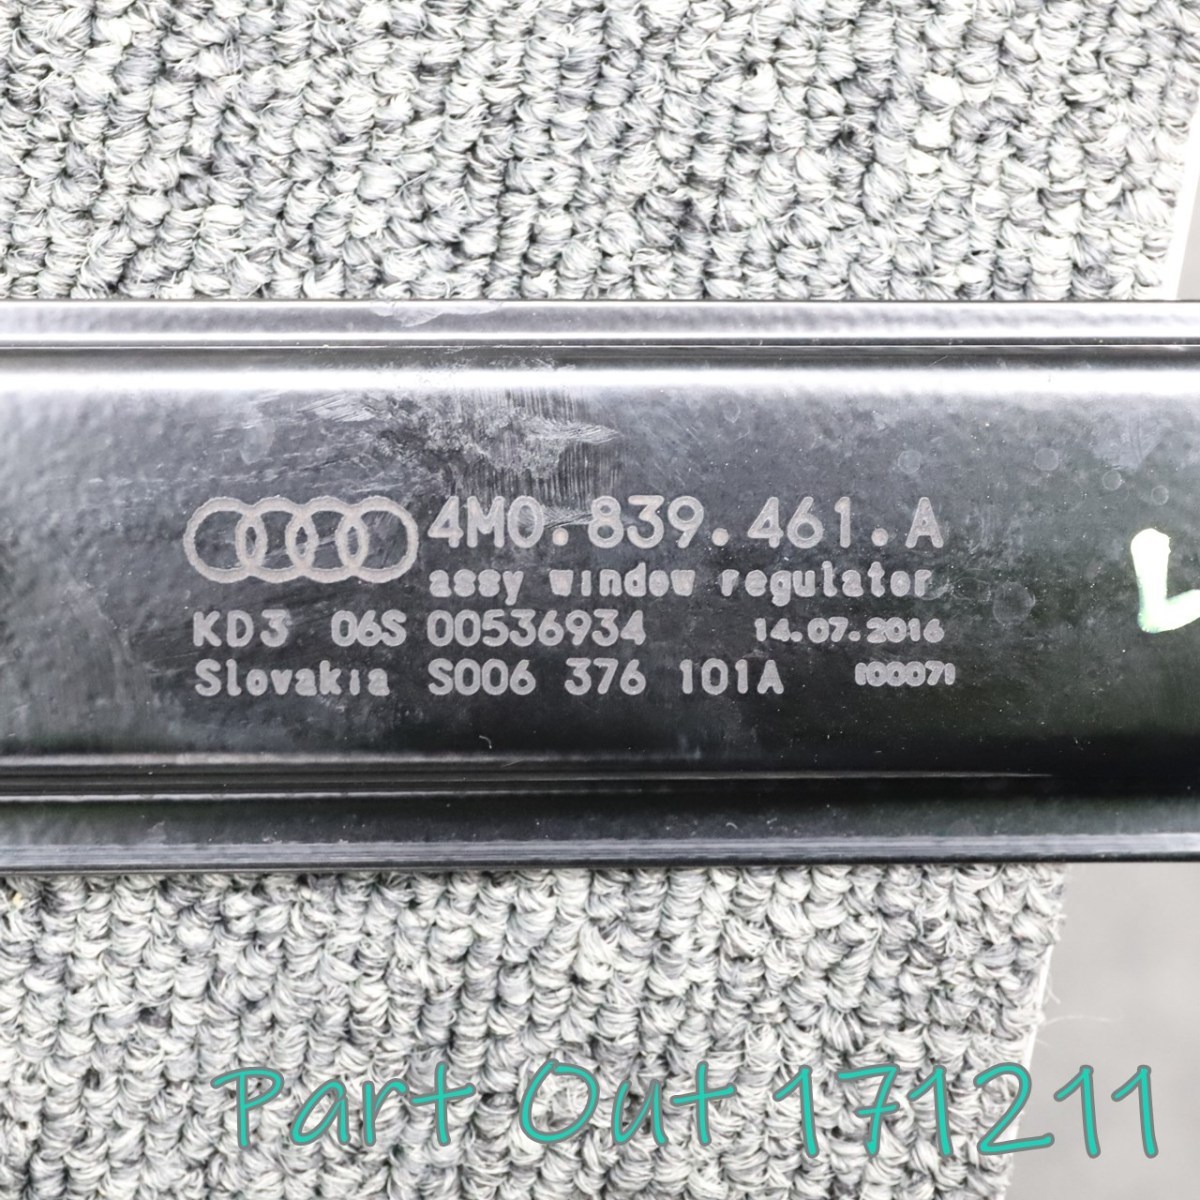 4M0.839.461.A
assy window regulator
KD3 06S 00536934 14.07.2016
Slovakia S006 376 101A 100071
L
Part Out 171211